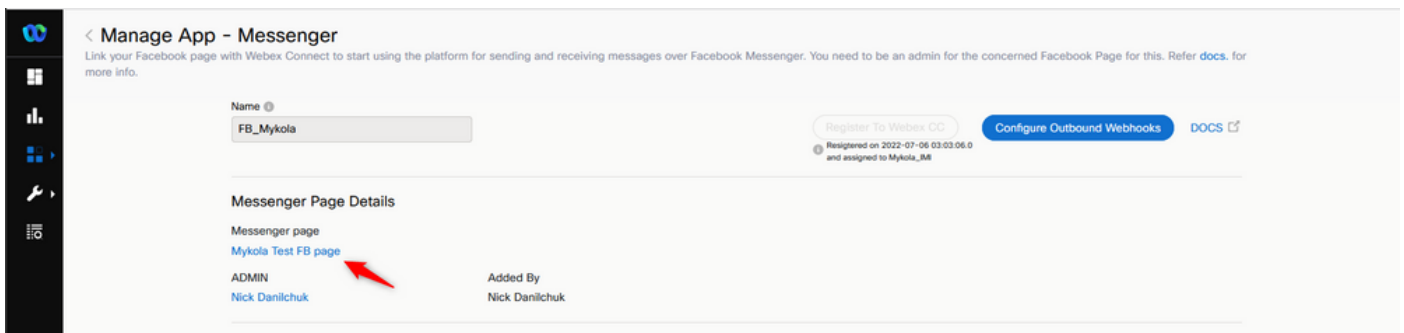 < Manage App - Messenger
Link your Facebook page with Webex Connect to start using the platform for sending and receiving messages over Facebook Messenger. You need to be an admin for the concerned Facebook Page for this. Refer docs. for
more info.
Name
FB_Mykola
Register To Webex CC
Configure Outbound Webhooks
DOCS
Resigtered on 2022-07-06 03:03:06.0
and assigned to Mykola_IMI
Messenger Page Details
Messenger page
Mykola Test FB page
ADMIN
Added By
Nick Danilchuk
Nick Danilchuk